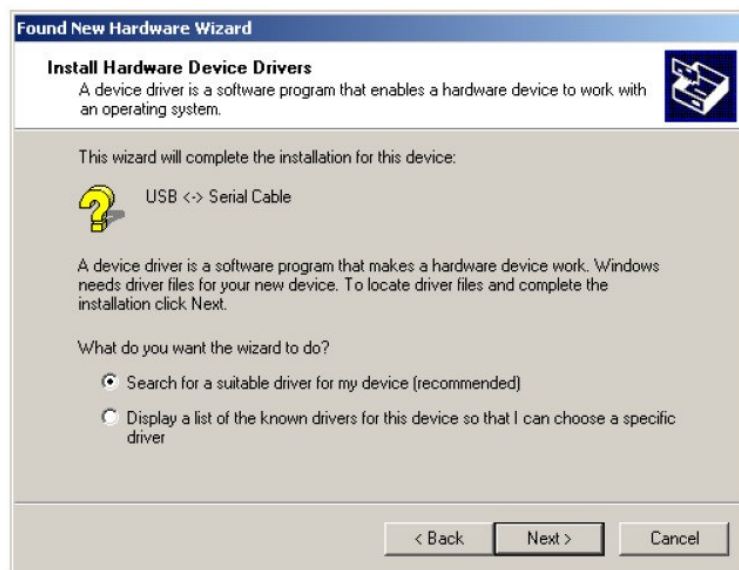 Found New Hardware Wizard
Install Hardware Device Drivers
A device driver is a software program that enables a hardware device to work with
an operating system.
This wizard will complete the installation for this device:
USB <-> Serial Cable
A device driver is a software program that makes a hardware device work. Windows
needs driver files for your new device. To locate driver files and complete the
installation click Next.
What do you want the wizard to do?
Search for a suitable driver for my device (recommended)
Display a list of the known drivers for this device so that I can choose a specific
driver
< Back Next > Cancel